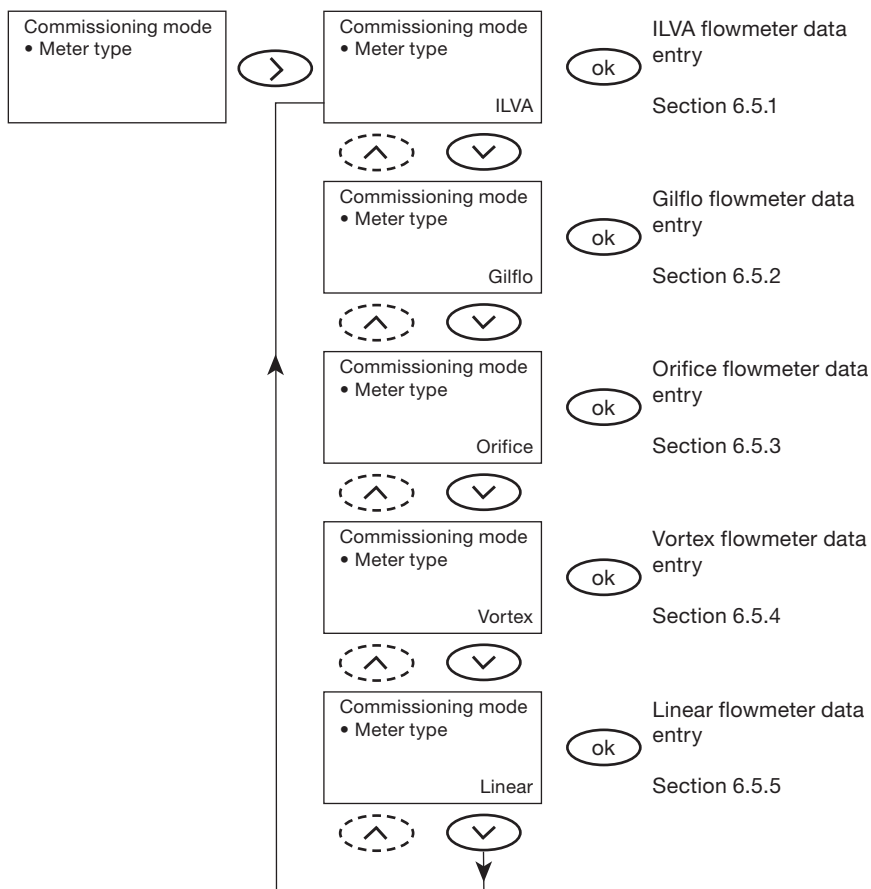 Commissioning mode
• Meter type
Commissioning mode
• Meter type
ILVA
ok
ILVA flowmeter data
entry
Section 6.5.1
Commissioning mode
• Meter type
Gilflo
ok
Gilflo flowmeter data
entry
Section 6.5.2
Commissioning mode
• Meter type
Orifice
ok
Orifice flowmeter data
entry
Section 6.5.3
Commissioning mode
• Meter type
Vortex
ok
Vortex flowmeter data
entry
Section 6.5.4
Commissioning mode
• Meter type
Linear
ok
Linear flowmeter data
entry
Section 6.5.5